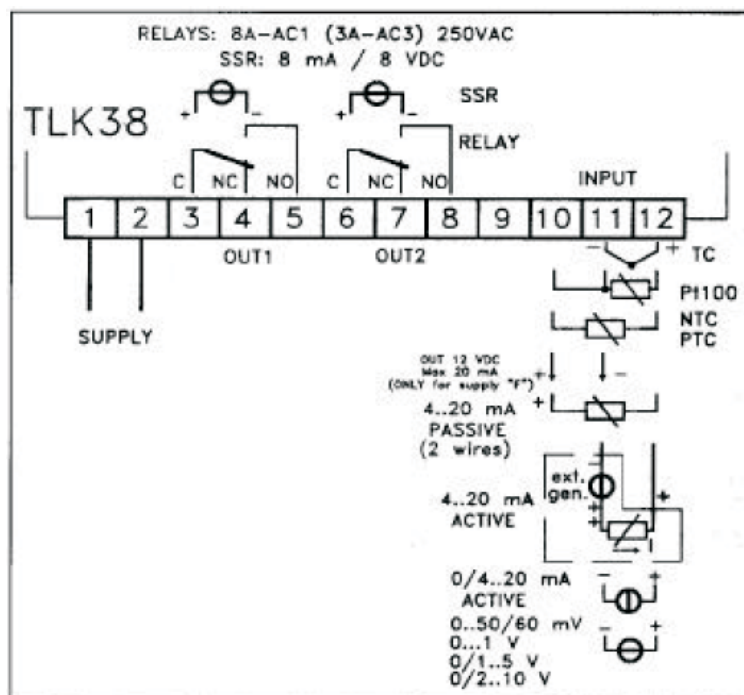 RELAYS: 8A-AC1 (3A-AC3) 250VAC
SSR: 8 mA / 8 VDC
+ - + - SSR
TLK38
RELAY
C NC NO C NC NO INPUT
1 2 3 4 5 6 7 8 9 10 11 12
OUT1 OUT2 - + TC
Pt100
SUPPLY
NTC
PTC
OUT 12 VDC
Max 20 mA
(ONLY for supply "F")
+ -
4..20 mA +
PASSIVE
(2 wires)
-
ext.
gen.
+
+
+
4..20 mA
ACTIVE
I
0/4..20 mA - +
ACTIVE
0..50/60 mV - +
0...1 V
0/1..5 V
0/2..10 V